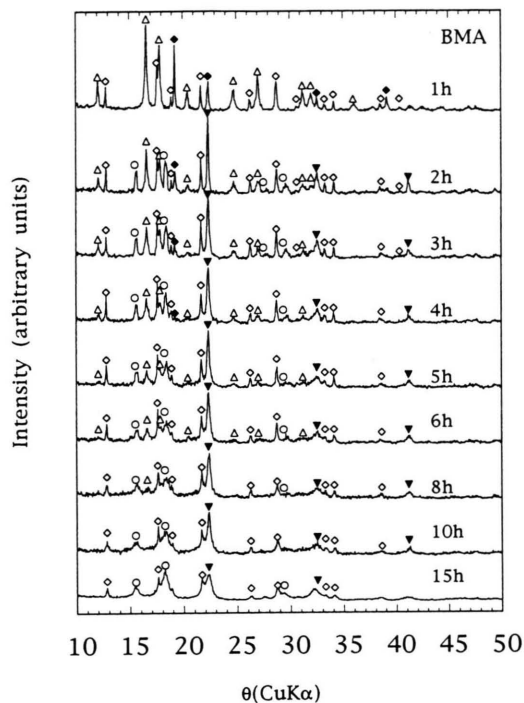 BMA
1h
2h
3h
4h
5h
6h
8h
10h
15h
Intensity (arbitrary units)
10 15 20 25 30 35 40 45 50
θ(CuKα)